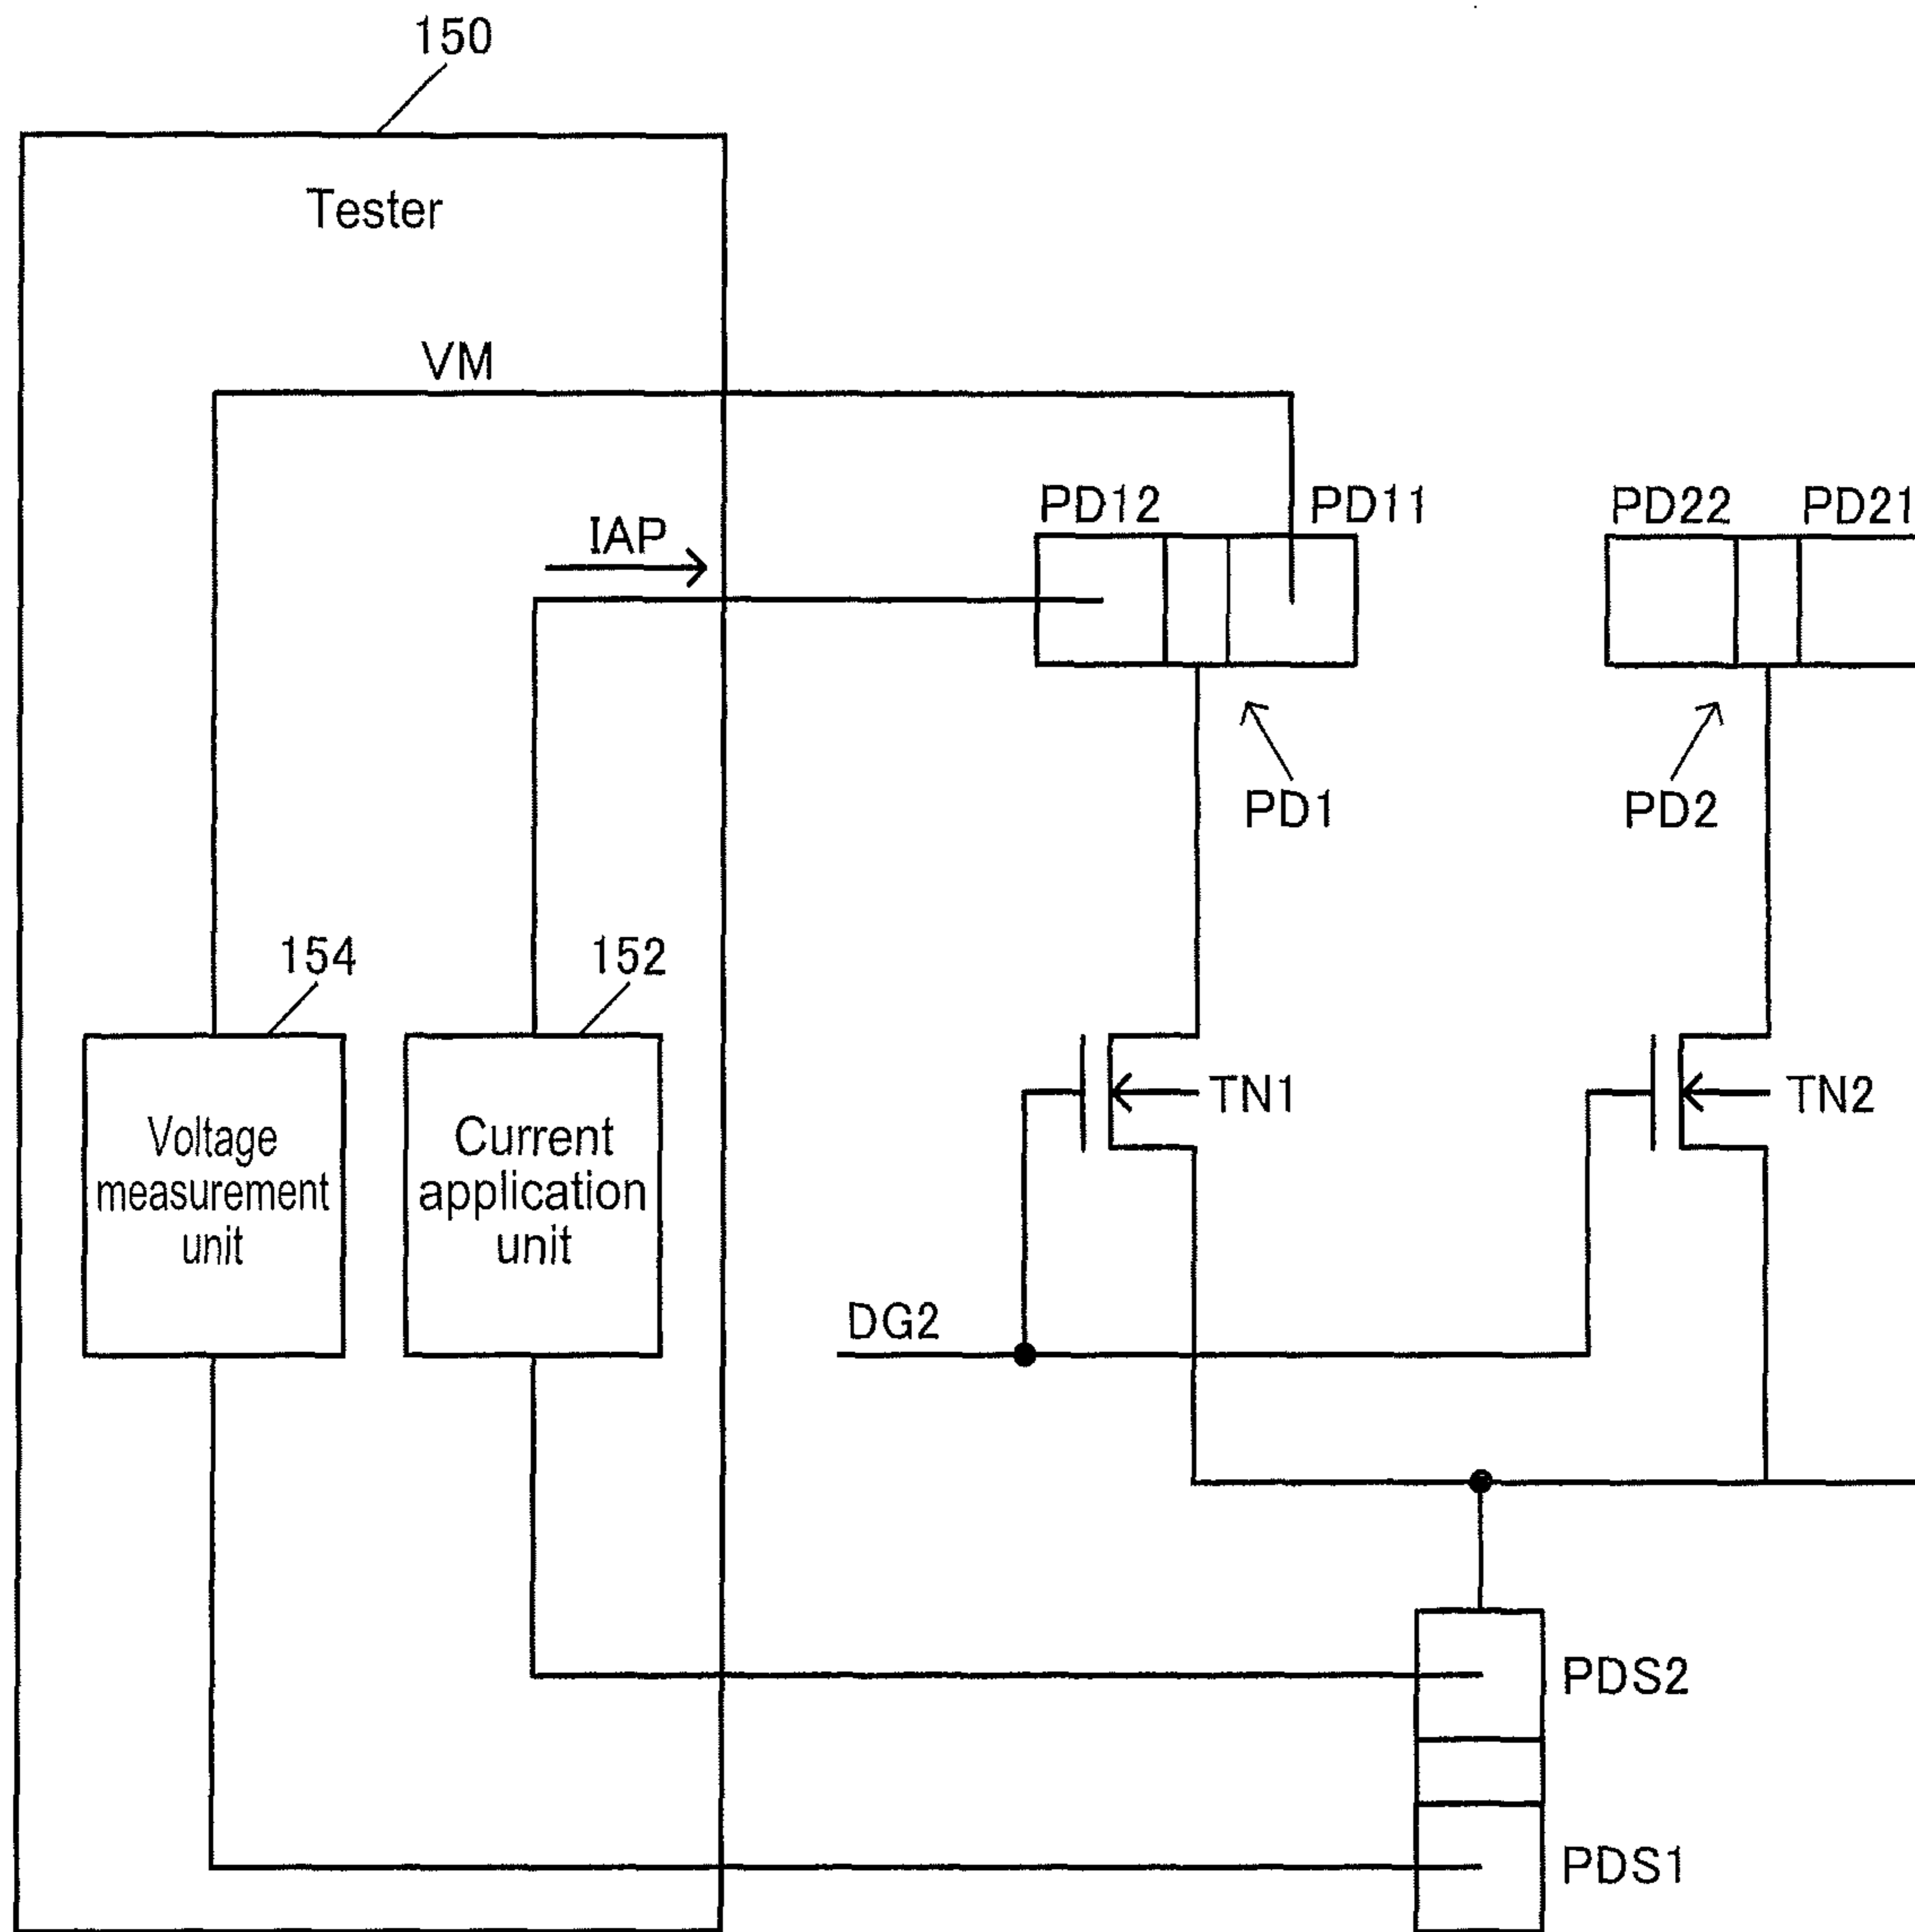 150
Tester
VM
PD12
PD11
PD22
PD21
IAP
PD1
PD2
154
152
TN1
TN2
Voltage
measurement
unit
Current
application
unit
DG2
PDS2
PDS1